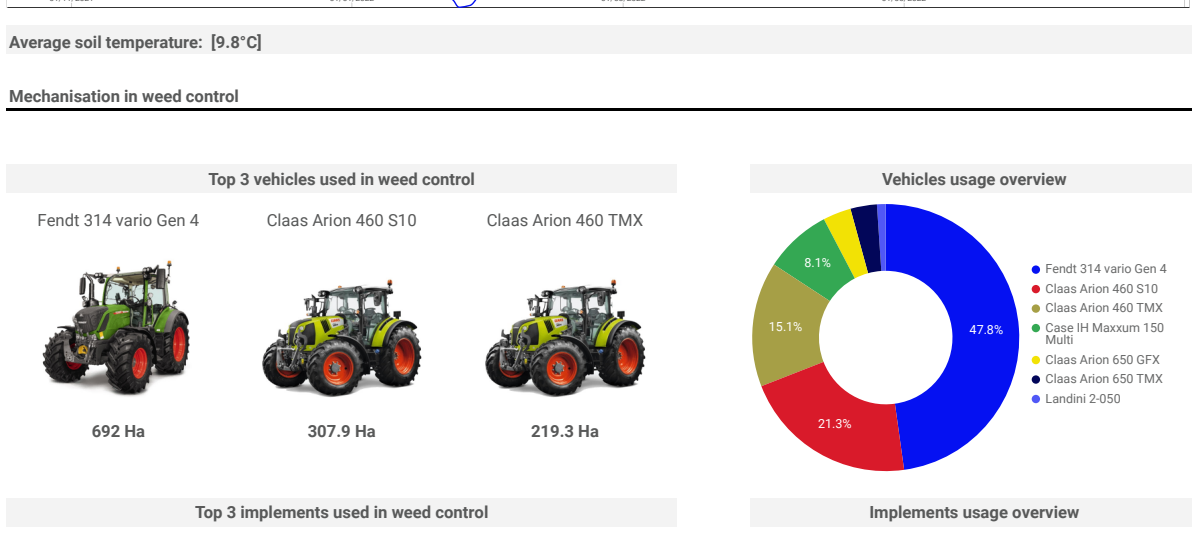 Average soil temperature: [9.8°C]
Mechanisation in weed control
Top 3 vehicles used in weed control
Fendt 314 vario Gen 4
Claas Arion 460 S10
Claas Arion 460 TMX
692 Ha
307.9 Ha
219.3 Ha
Vehicles usage overview
8.1%
15.1%
47.8%
21.3%
Fendt 314 vario Gen 4
Claas Arion 460 S10
Claas Arion 460 TMX
Case IH Maxxum 150
Multi
Claas Arion 650 GFX
Claas Arion 650 TMX
Landini 2-050
Top 3 implements used in weed control
Implements usage overview